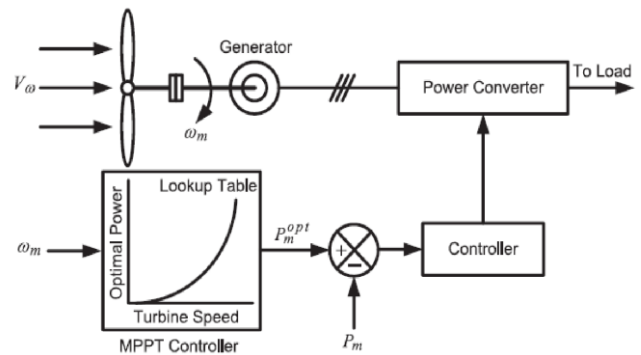 Generator
V_ω
ω_m
Power Converter
To Load
Lookup Table
Optimal Power
Turbine Speed
ω_m
P_m^{opt}
+
−
P_m
Controller
MPPT Controller